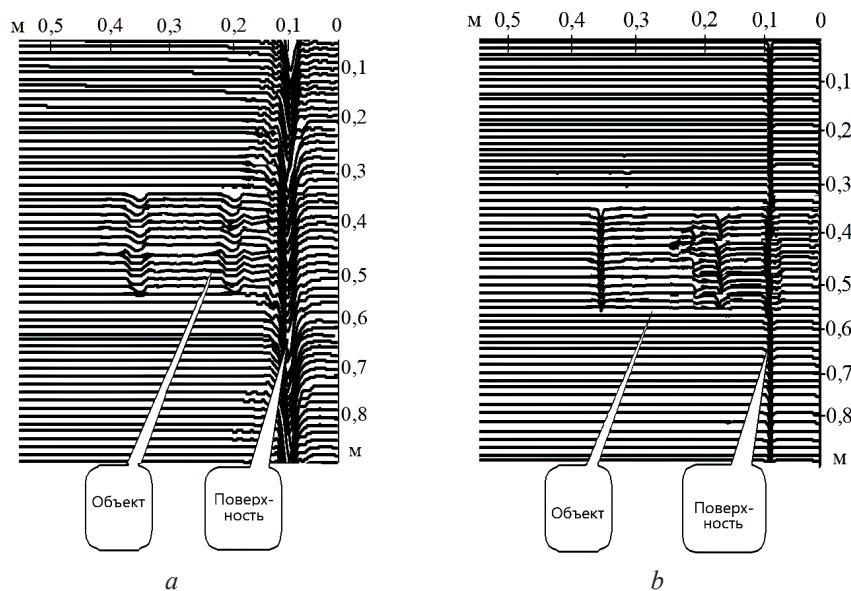 м 0,5 0,4 0,3 0,2 0,1 0
0,1
0,2
0,3
0,4
0,5
0,6
0,7
0,8
м
Объект
Поверх-
ность
a
м 0,5 0,4 0,3 0,2 0,1 0
0,1
0,2
0,3
0,4
0,5
0,6
0,7
0,8
м
Объект
Поверх-
ность
b